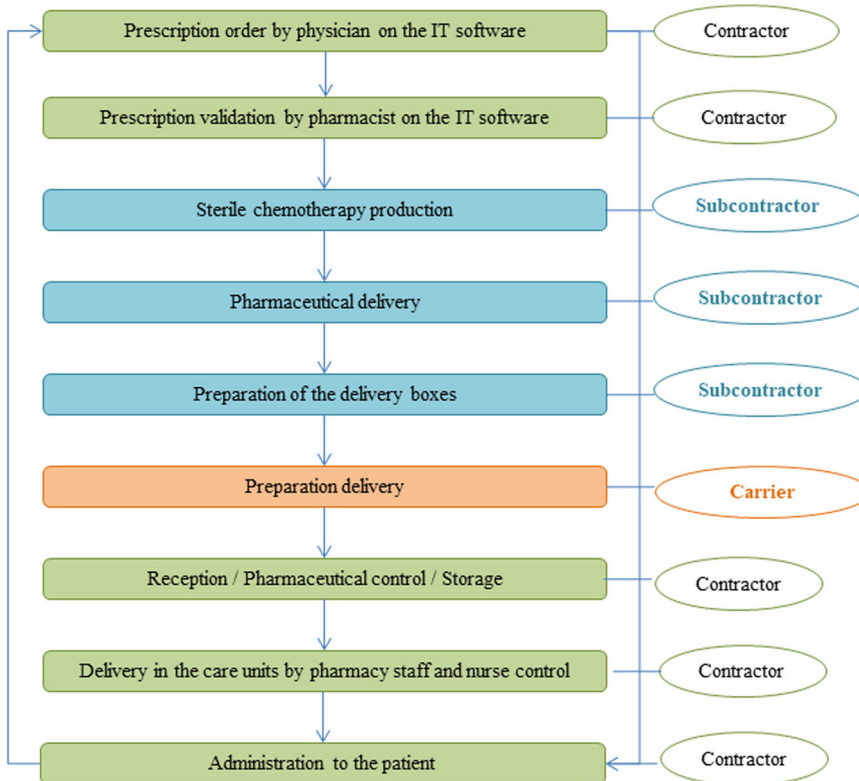 Prescription order by physician on the IT software
Contractor
Prescription validation by pharmacist on the IT software
Contractor
Sterile chemotherapy production
Subcontractor
Pharmaceutical delivery
Subcontractor
Preparation of the delivery boxes
Subcontractor
Preparation delivery
Carrier
Reception / Pharmaceutical control / Storage
Contractor
Delivery in the care units by pharmacy staff and nurse control
Contractor
Administration to the patient
Contractor